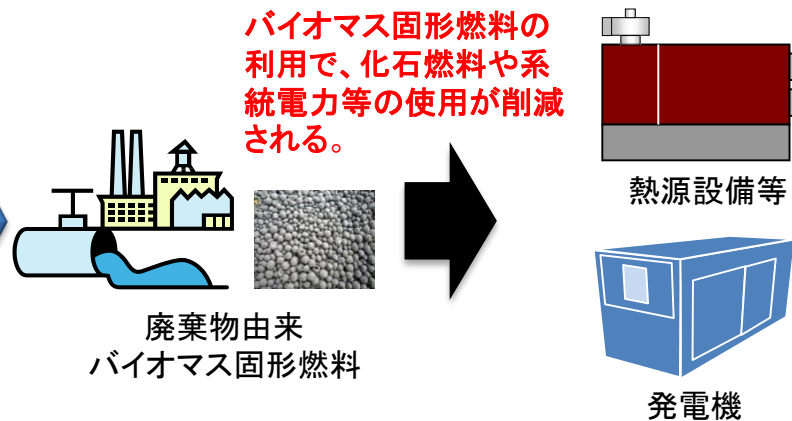 バイオマス固形燃料の
利用で、化石燃料や系
統電力等の使用が削減
される。
熱源設備等
廃棄物由来
バイオマス固形燃料
発電機